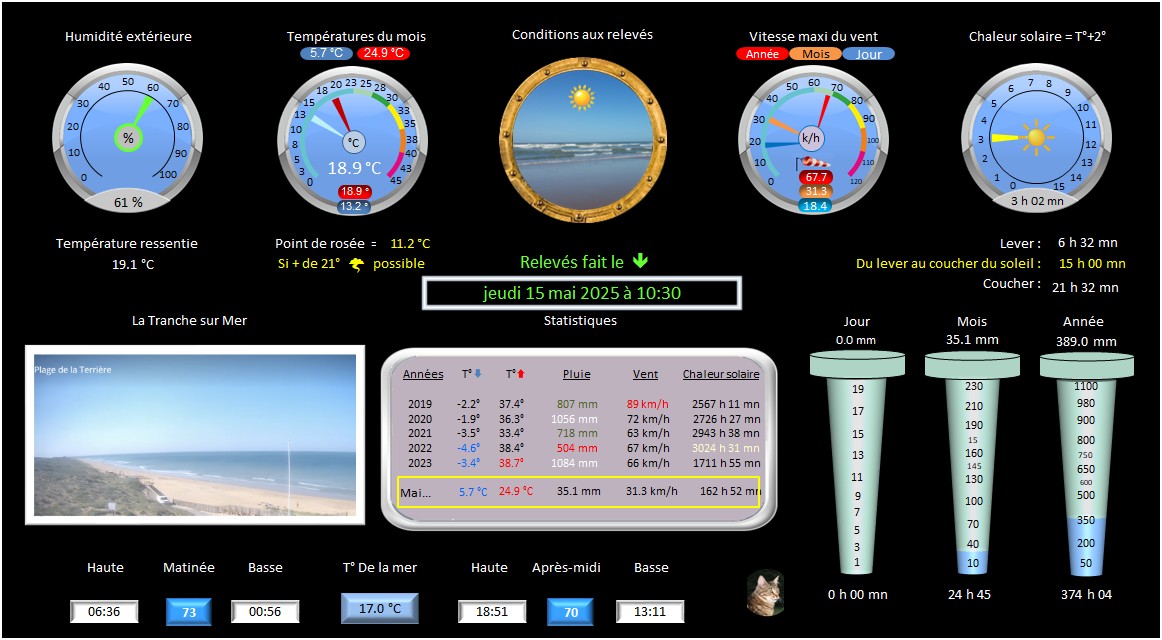 Humidité extérieure
0 10 20 30 40 50 60 70 80 90 100
%
61 %
Températures du mois
5.7 °C 24.9 °C
0 3 5 8 10 13 15 18 20 23 25 28 30 33 35 38 40 43 45
°C
18.9 °C
18.9 °
13.2 °
Conditions aux relevés
Vitesse maxi du vent
Année Mois Jour
0 10 20 30 40 50 60 70 80 90 100 110 120
k/h
67.7
31.3
18.4
Chaleur solaire = T°+2°
0 1 2 3 4 5 6 7 8 9 10 11 12 13 14 15
3 h 02 mn
Température ressentie
19.1 °C
Point de rosée = 11.2 °C
Si + de 21° possible
Relevés fait le
jeudi 15 mai 2025 à 10:30
Lever : 6 h 32 mn
Du lever au coucher du soleil : 15 h 00 mn
Coucher : 21 h 32 mn
La Tranche sur Mer
Plage de la Terrière
Statistiques
Années T° T° Pluie Vent Chaleur solaire
2019 -2.2° 37.4° 807 mm 89 km/h 2567 h 11 mn
2020 -1.9° 36.3° 1056 mm 72 km/h 2726 h 27 mn
2021 -3.5° 33.4° 718 mm 63 km/h 2943 h 38 mn
2022 -4.6° 38.4° 504 mm 67 km/h 3024 h 31 mn
2023 -3.4° 38.7° 1084 mm 66 km/h 1711 h 55 mn
Mai... 5.7 °C 24.9 °C 35.1 mm 31.3 km/h 162 h 52 mn
Jour
0.0 mm
19
17
15
13
11
9
7
5
3
1
0 h 00 mn
Mois
35.1 mm
230
210
190
15
160
145
130
100
70
40
10
24 h 45
Année
389.0 mm
1100
980
900
800
750
650
600
500
350
200
50
374 h 04
Haute Matinée Basse T° De la mer Haute Après-midi Basse
06:36 73 00:56 17.0 °C 18:51 70 13:11